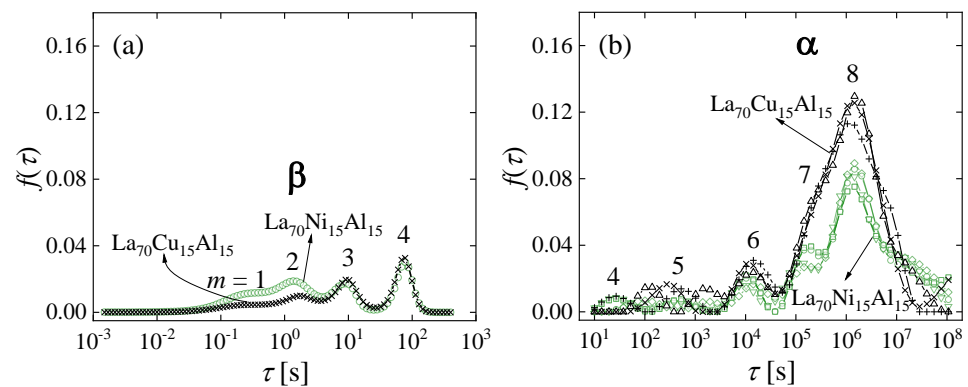 (a)
0.16
0.12
0.08
0.04
0.00
f(τ)
β
La₇₀Ni₁₅Al₁₅
La₇₀Cu₁₅Al₁₅
m = 1
2
3
4
10⁻³ 10⁻² 10⁻¹ 10⁰ 10¹ 10² 10³
τ [s]
(b)
α
0.16
0.12
0.08
0.04
0.00
f(τ)
8
La₇₀Cu₁₅Al₁₅
7
6
5
4
La₇₀Ni₁₅Al₁₅
10¹ 10² 10³ 10⁴ 10⁵ 10⁶ 10⁷ 10⁸
τ [s]